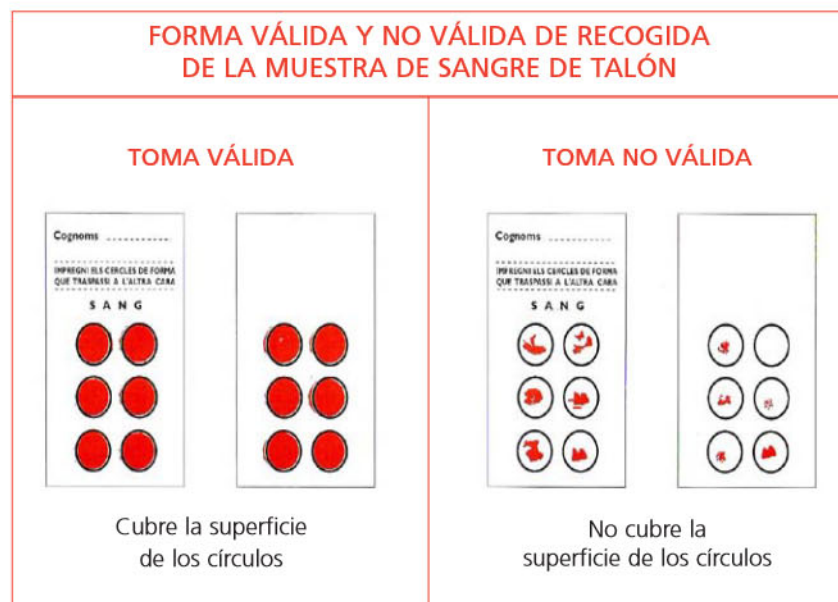 FORMA VÁLIDA Y NO VÁLIDA DE RECOGIDA
DE LA MUESTRA DE SANGRE DE TALÓN
TOMA VÁLIDA
Cognoms
IMPREGNI ELS CERCLES DE FORMA
QUE TRASPASSI A L'ALTRA CARA
SANG
Cubre la superficie
de los círculos
TOMA NO VÁLIDA
Cognoms
IMPREGNI ELS CERCLES DE FORMA
QUE TRASPASSI A L'ALTRA CARA
SANG
No cubre la
superficie de los círculos